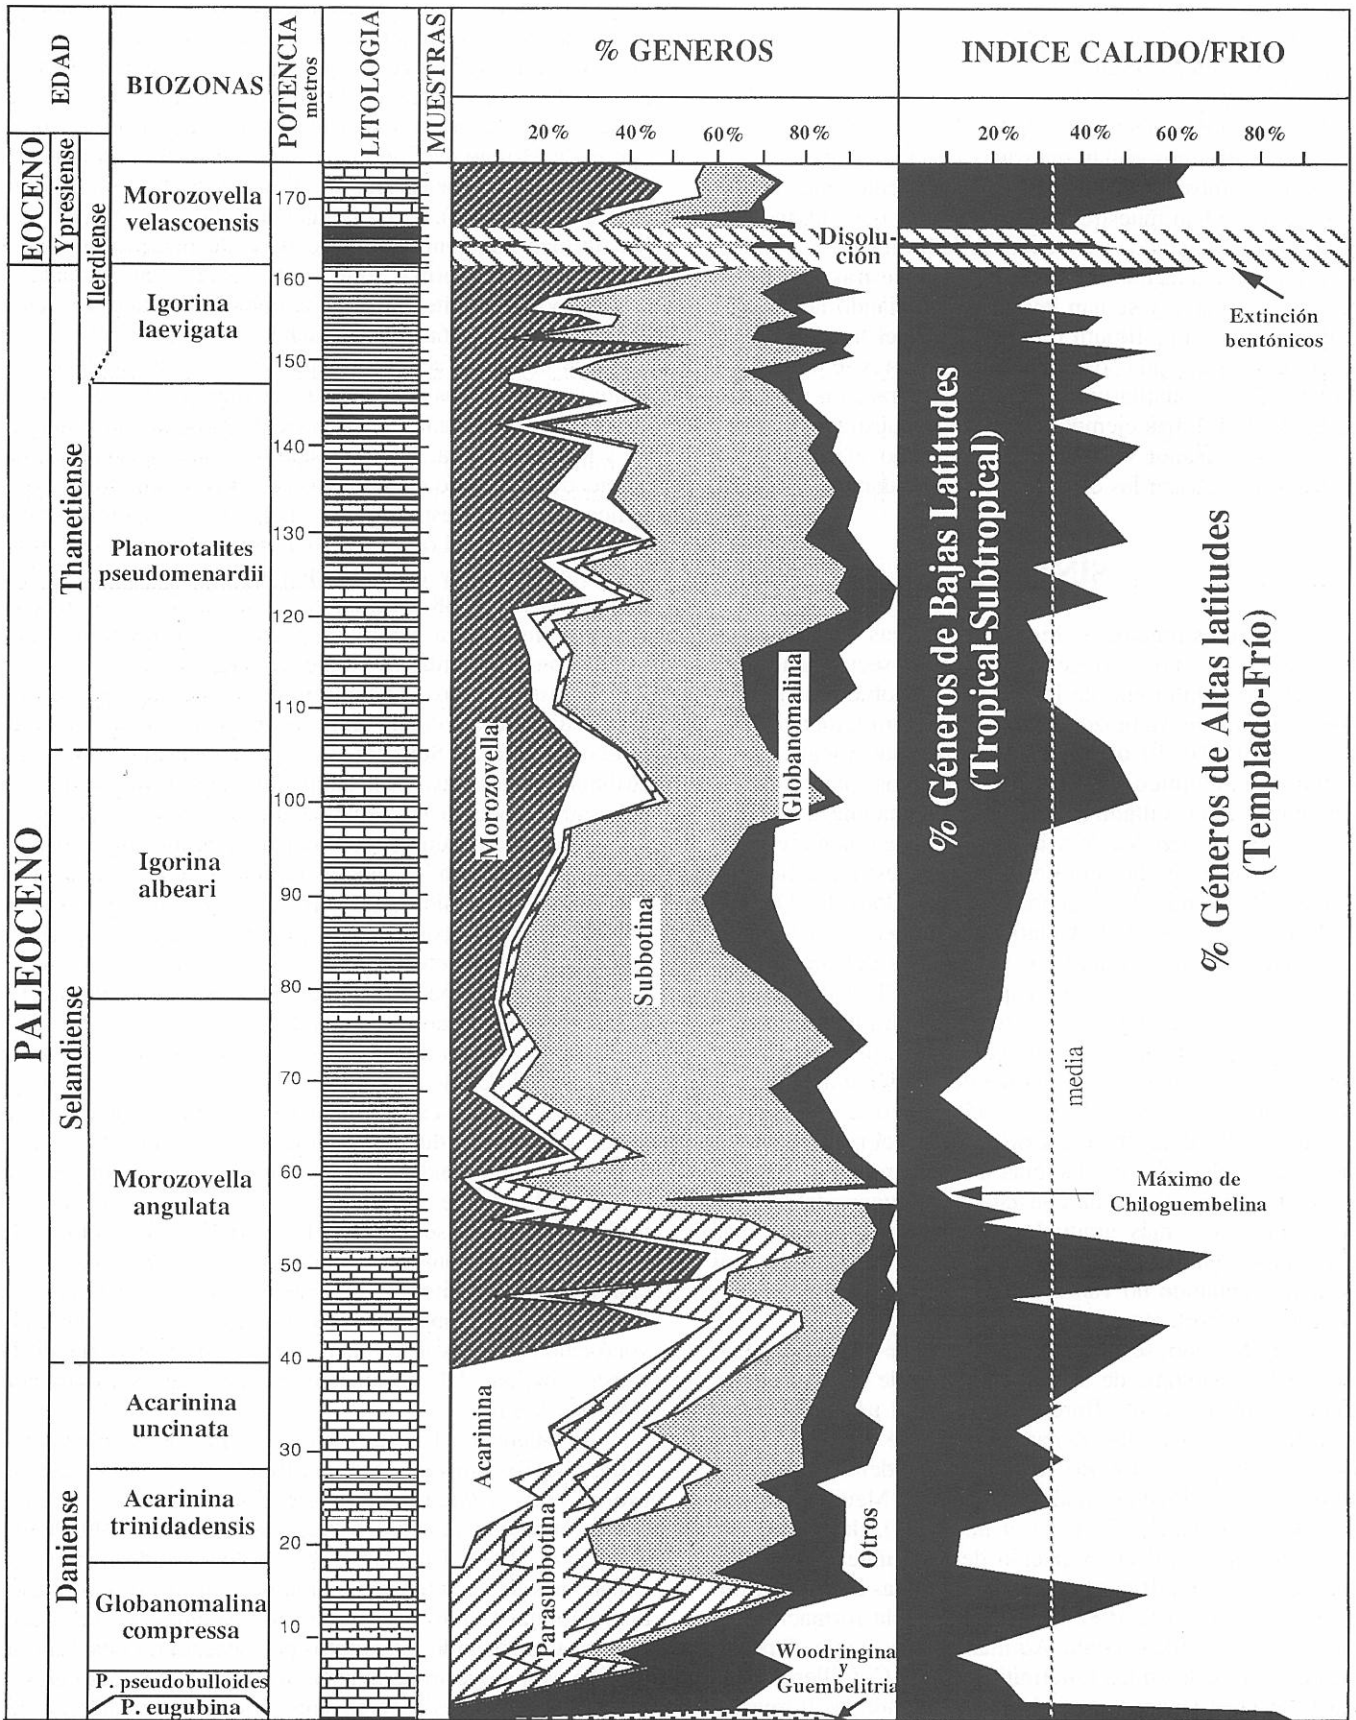 EDAD
BIOZONAS
POTENCIA
metros
LITOLOGIA
MUESTRAS
% GENEROS
INDICE CALIDO/FRIO
20%
40%
60%
80%
20%
40%
60%
80%
EOCENO
Ypresiense
Ilerdiense
PALEOCENO
Thanetiense
Selandiense
Daniense
Morozovella
velascoensis
Igorina
laevigata
Planorotalites
pseudomenardii
Igorina
albeari
Morozovella
angulata
Acarinina
uncinata
Acarinina
trinidadensis
Globanomalina
compressa
P. pseudobulloides
P. eugubina
170
160
150
140
130
120
110
100
90
80
70
60
50
40
30
20
10
Disolu-
ción
Morozovella
Subbotina
Globanomalina
Acarinina
Parasubbotina
Otros
Woodringina
y
Guembelitria
% Géneros de Bajas Latitudes
(Tropical-Subtropical)
% Géneros de Altas latitudes
(Templado-Frío)
media
Extinción
bentónicos
Máximo de
Chiloguembelina